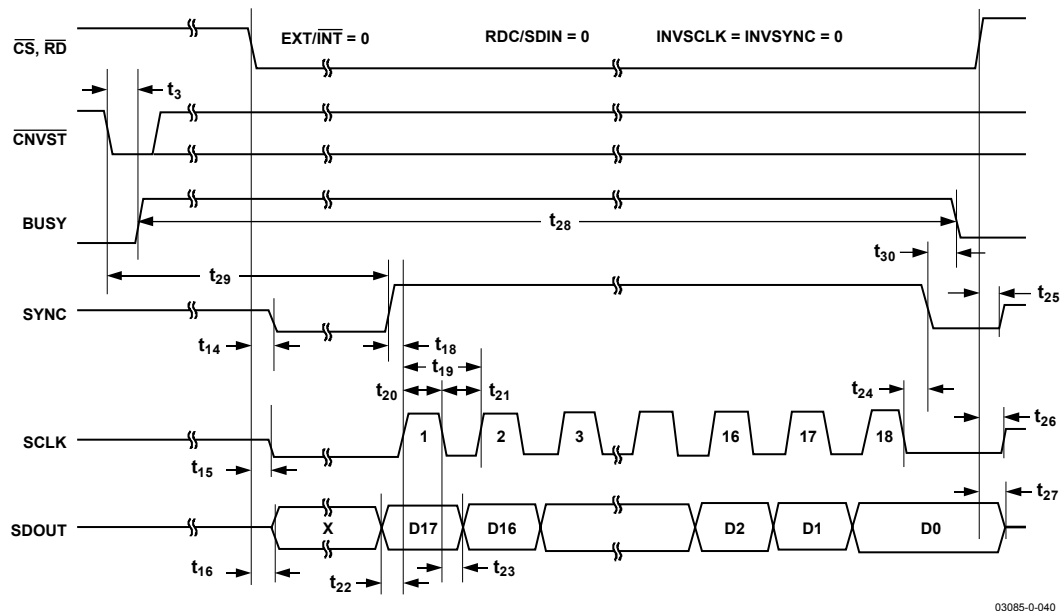 EXT/INT = 0 RDC/SDIN = 0 INVSCLK = INVSYNC = 0
CS, RD
t3
CNVST
BUSY
t28
t30
t29
t25
SYNC
t14
t18
t19
t20
t21
t24
t26
SCLK
1 2 3 16 17 18
t15
t27
SDOUT
X D17 D16 D2 D1 D0
t16
t22
t23
03085-0-040